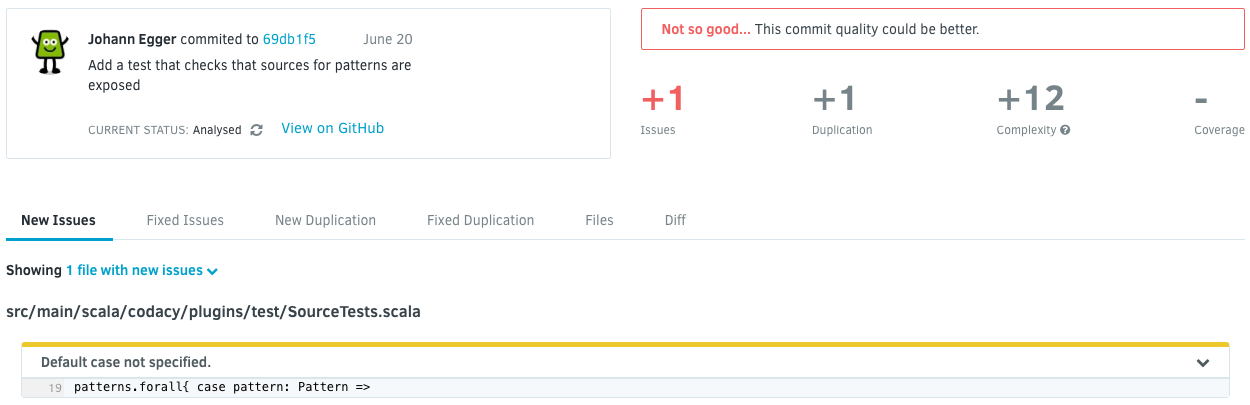 Johann Egger commited to 69db1f5 June 20
Add a test that checks that sources for patterns are
exposed
CURRENT STATUS: Analysed View on GitHub
Not so good... This commit quality could be better.
+1 +1 +12 -
Issues Duplication Complexity ? Coverage
New Issues Fixed Issues New Duplication Fixed Duplication Files Diff
Showing 1 file with new issues
src/main/scala/codacy/plugins/test/SourceTests.scala
Default case not specified.
19 patterns.forall{ case pattern: Pattern =>